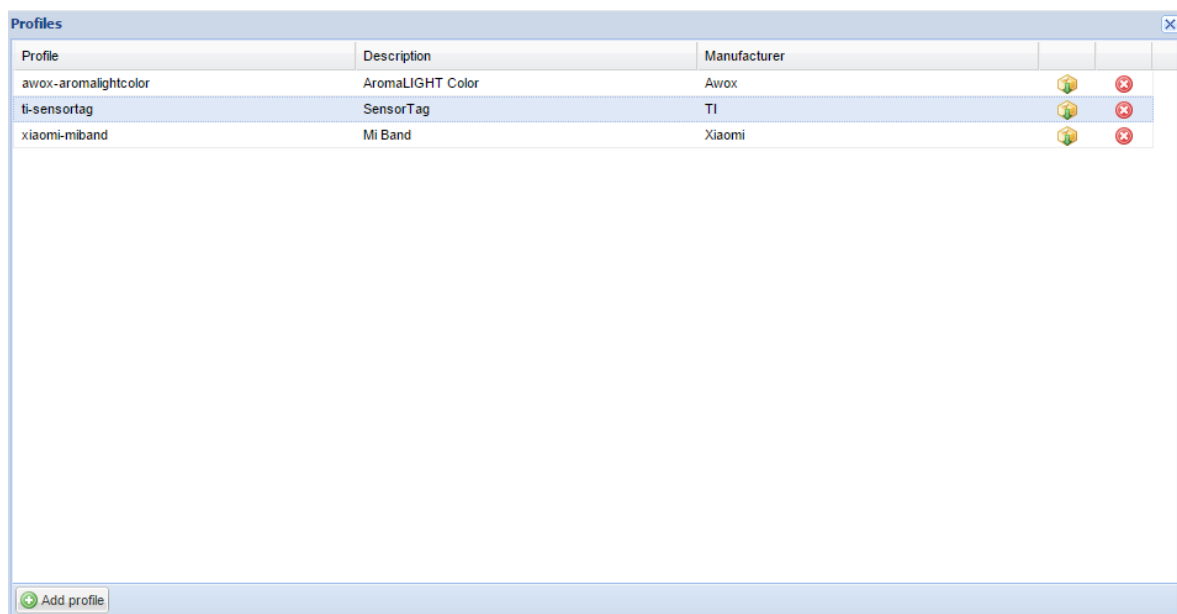 Profiles
Profile Description Manufacturer
awox-aromalightcolor AromaLIGHT Color Awox
ti-sensortag SensorTag TI
xiaomi-miband Mi Band Xiaomi
Add profile